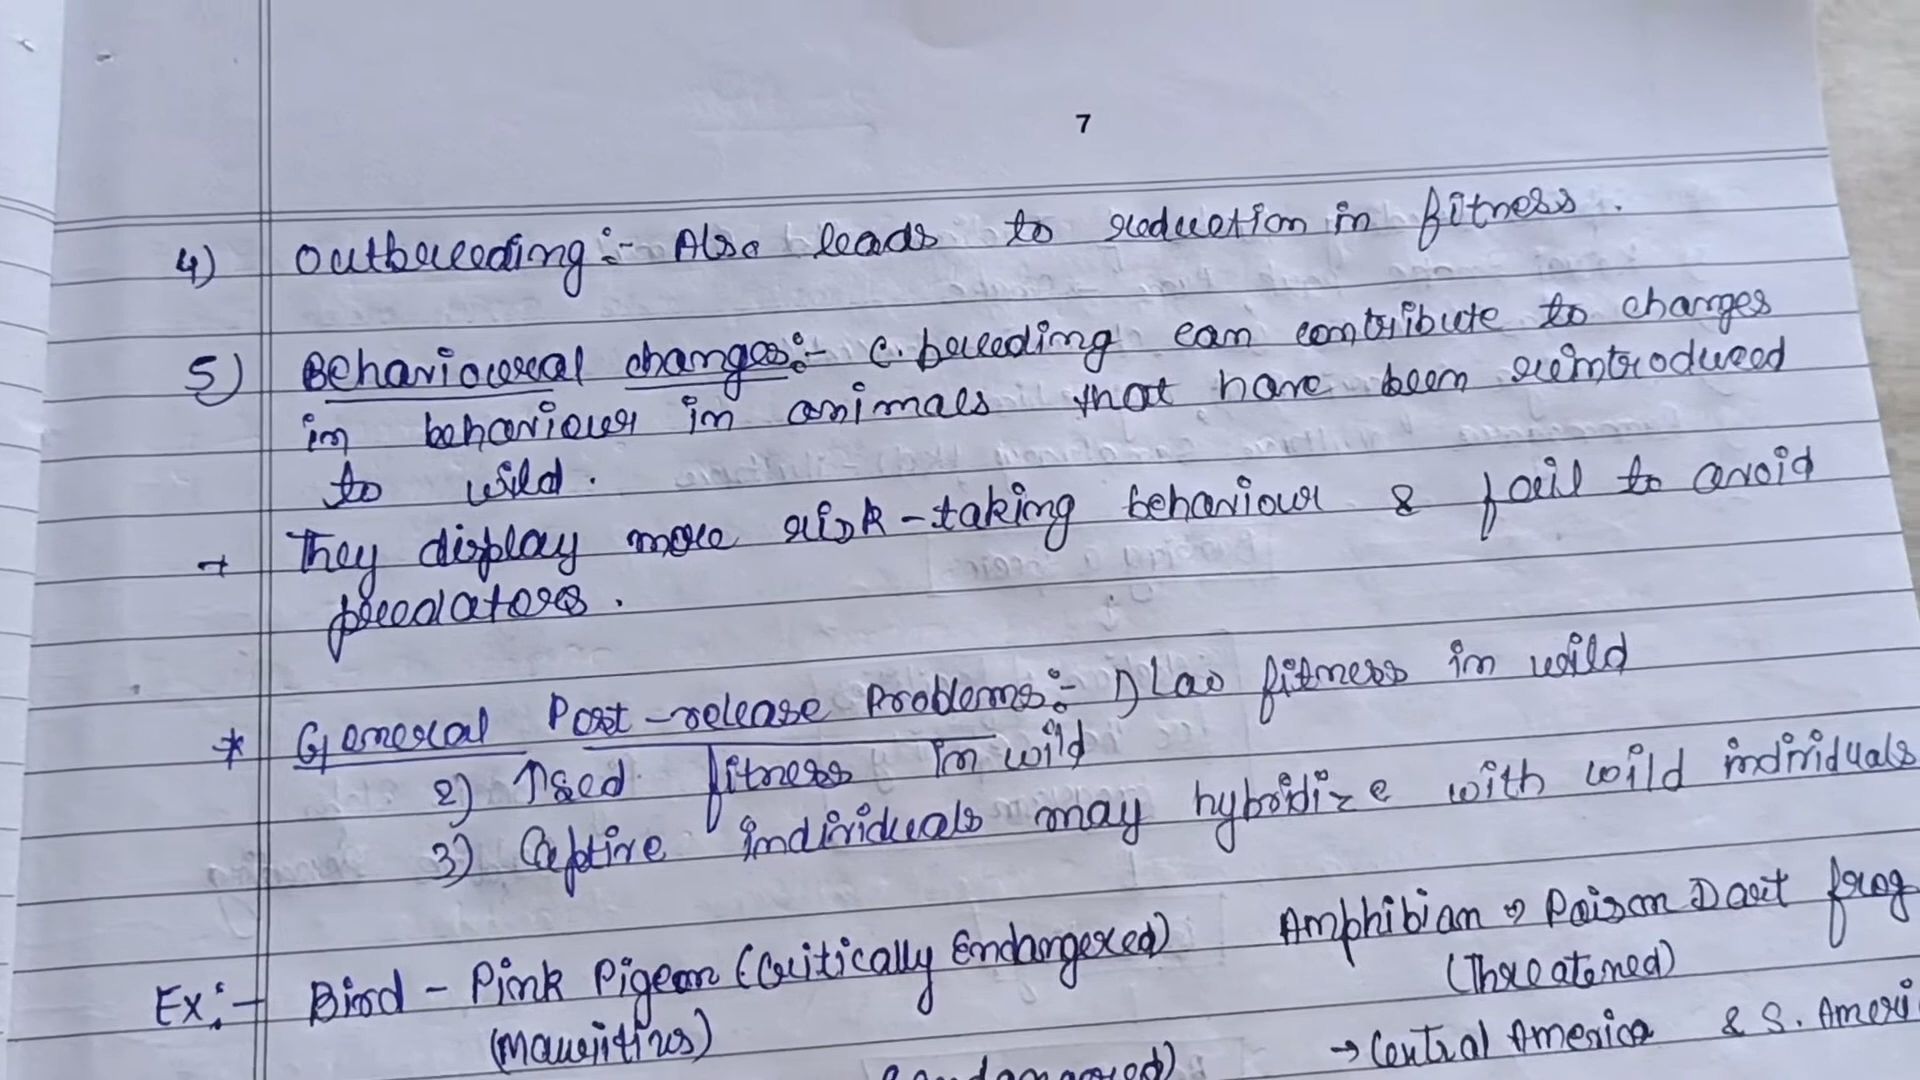 7
4) Outbreeding:- Also leads to reduction in fitness.
5) Behavioural changes:- C. breeding can contribute to changes
in behaviour in animals that have been reintroduced
to wild.
→ They display more risk-taking behaviour & fail to avoid
predators.
* General Post-release Problems:- 1) Lao fitness in wild
2) ↑sed fitness in wild
3) Captive individuals may hybridize with wild individuals
Ex:- Bird - Pink Pigeon (Critically Endangered) Amphibian → Poison Dart frog
(Mauritius) (Threatened)
→ Central America & S. Ameri